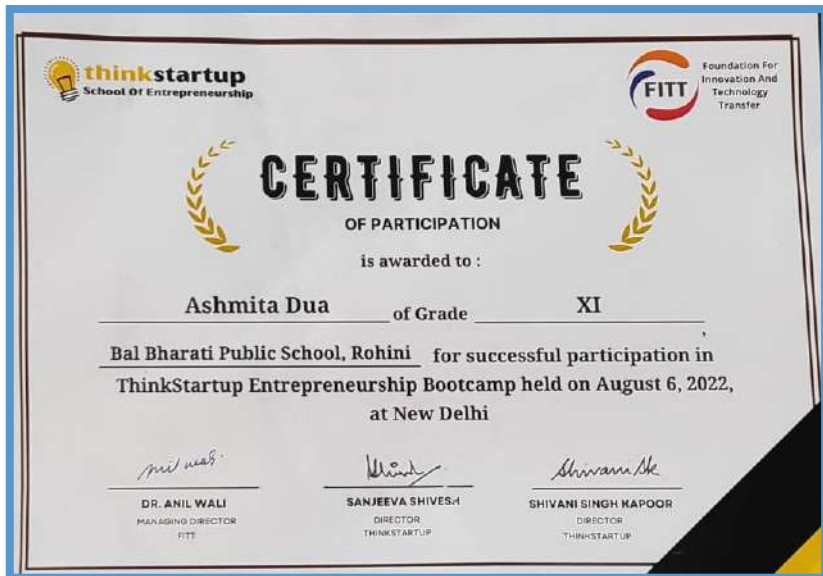 thinkstartup
School Of Entrepreneurship
FITT
Foundation For
Innovation And
Technology
Transfer
CERTIFICATE
OF PARTICIPATION
is awarded to :
Ashmita Dua of Grade XI
Bal Bharati Public School, Rohini for successful participation in
ThinkStartup Entrepreneurship Bootcamp held on August 6, 2022,
at New Delhi
DR. ANIL WALI
MANAGING DIRECTOR
FITT
SANJEEVA SHIVESH
DIRECTOR
THINKSTARTUP
SHIVANI SINGH KAPOOR
DIRECTOR
THINKSTARTUP